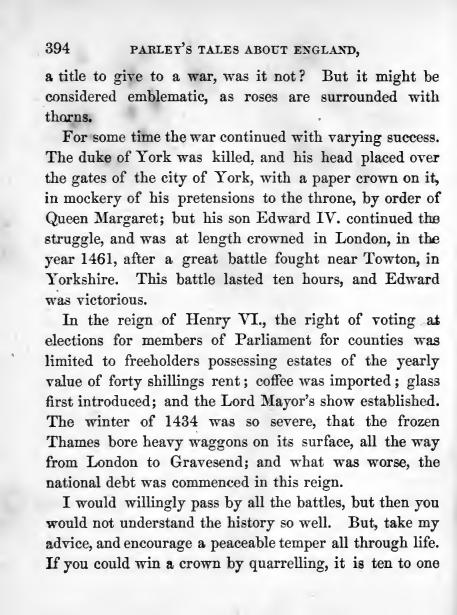 394 PARLEY'S TALES ABOUT ENGLAND,
a title to give to a war, was it not? But it might be
considered emblematic, as roses are surrounded with
thorns.
For some time the war continued with varying success.
The duke of York was killed, and his head placed over
the gates of the city of York, with a paper crown on it,
in mockery of his pretensions to the throne, by order of
Queen Margaret; but his son Edward IV. continued the
struggle, and was at length crowned in London, in the
year 1461, after a great battle fought near Towton, in
Yorkshire. This battle lasted ten hours, and Edward
was victorious.
In the reign of Henry VI., the right of voting at
elections for members of Parliament for counties was
limited to freeholders possessing estates of the yearly
value of forty shillings rent; coffee was imported; glass
first introduced; and the Lord Mayor's show established.
The winter of 1434 was so severe, that the frozen
Thames bore heavy waggons on its surface, all the way
from London to Gravesend; and what was worse, the
national debt was commenced in this reign.
I would willingly pass by all the battles, but then you
would not understand the history so well. But, take my
advice, and encourage a peaceable temper all through life.
If you could win a crown by quarrelling, it is ten to one